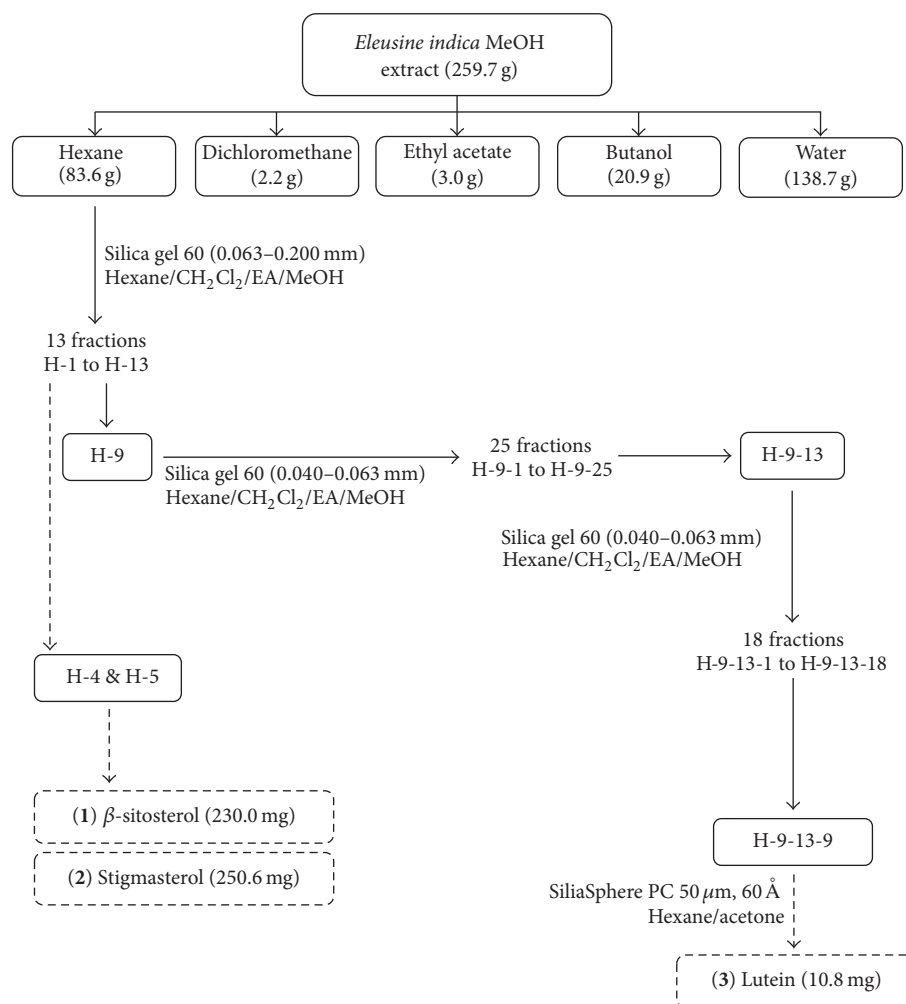 Eleusine indica MeOH
extract (259.7 g)
Hexane
(83.6 g)
Dichloromethane
(2.2 g)
Ethyl acetate
(3.0 g)
Butanol
(20.9 g)
Water
(138.7 g)
Silica gel 60 (0.063–0.200 mm)
Hexane/CH₂Cl₂/EA/MeOH
13 fractions
H-1 to H-13
H-9
Silica gel 60 (0.040–0.063 mm)
Hexane/CH₂Cl₂/EA/MeOH
25 fractions
H-9-1 to H-9-25
H-9-13
Silica gel 60 (0.040–0.063 mm)
Hexane/CH₂Cl₂/EA/MeOH
18 fractions
H-9-13-1 to H-9-13-18
H-4 & H-5
(1) β-sitosterol (230.0 mg)
(2) Stigmasterol (250.6 mg)
H-9-13-9
SiliaSphere PC 50 μm, 60 Å
Hexane/acetone
(3) Lutein (10.8 mg)